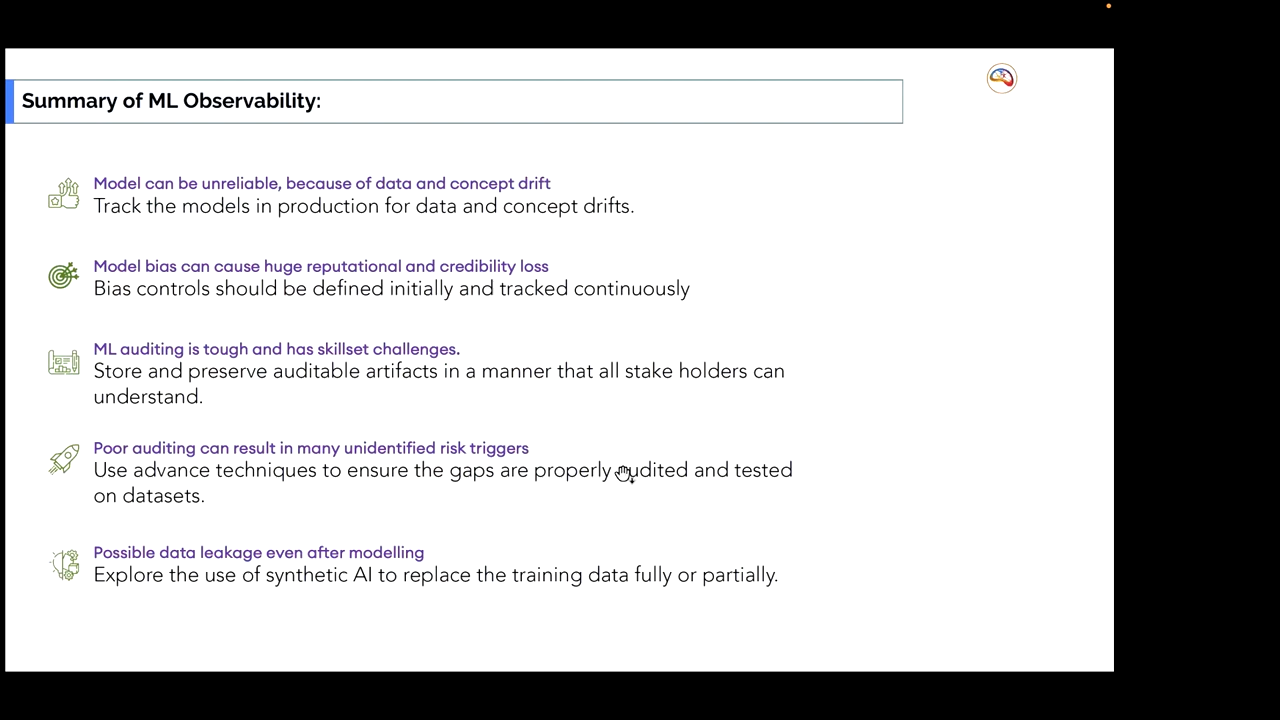 Summary of ML Observability:
Model can be unreliable, because of data and concept drift
Track the models in production for data and concept drifts.
Model bias can cause huge reputational and credibility loss
Bias controls should be defined initially and tracked continuously
ML auditing is tough and has skillset challenges.
Store and preserve auditable artifacts in a manner that all stake holders can
understand.
Poor auditing can result in many unidentified risk triggers
Use advance techniques to ensure the gaps are properly audited and tested
on datasets.
Possible data leakage even after modelling
Explore the use of synthetic AI to replace the training data fully or partially.